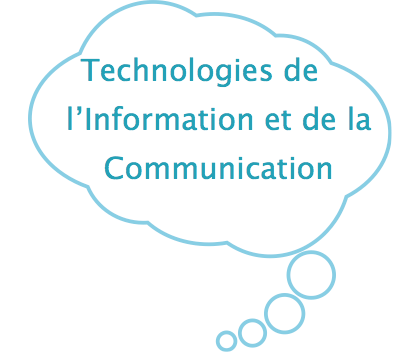 Technologies de
l’Information et de la
Communication